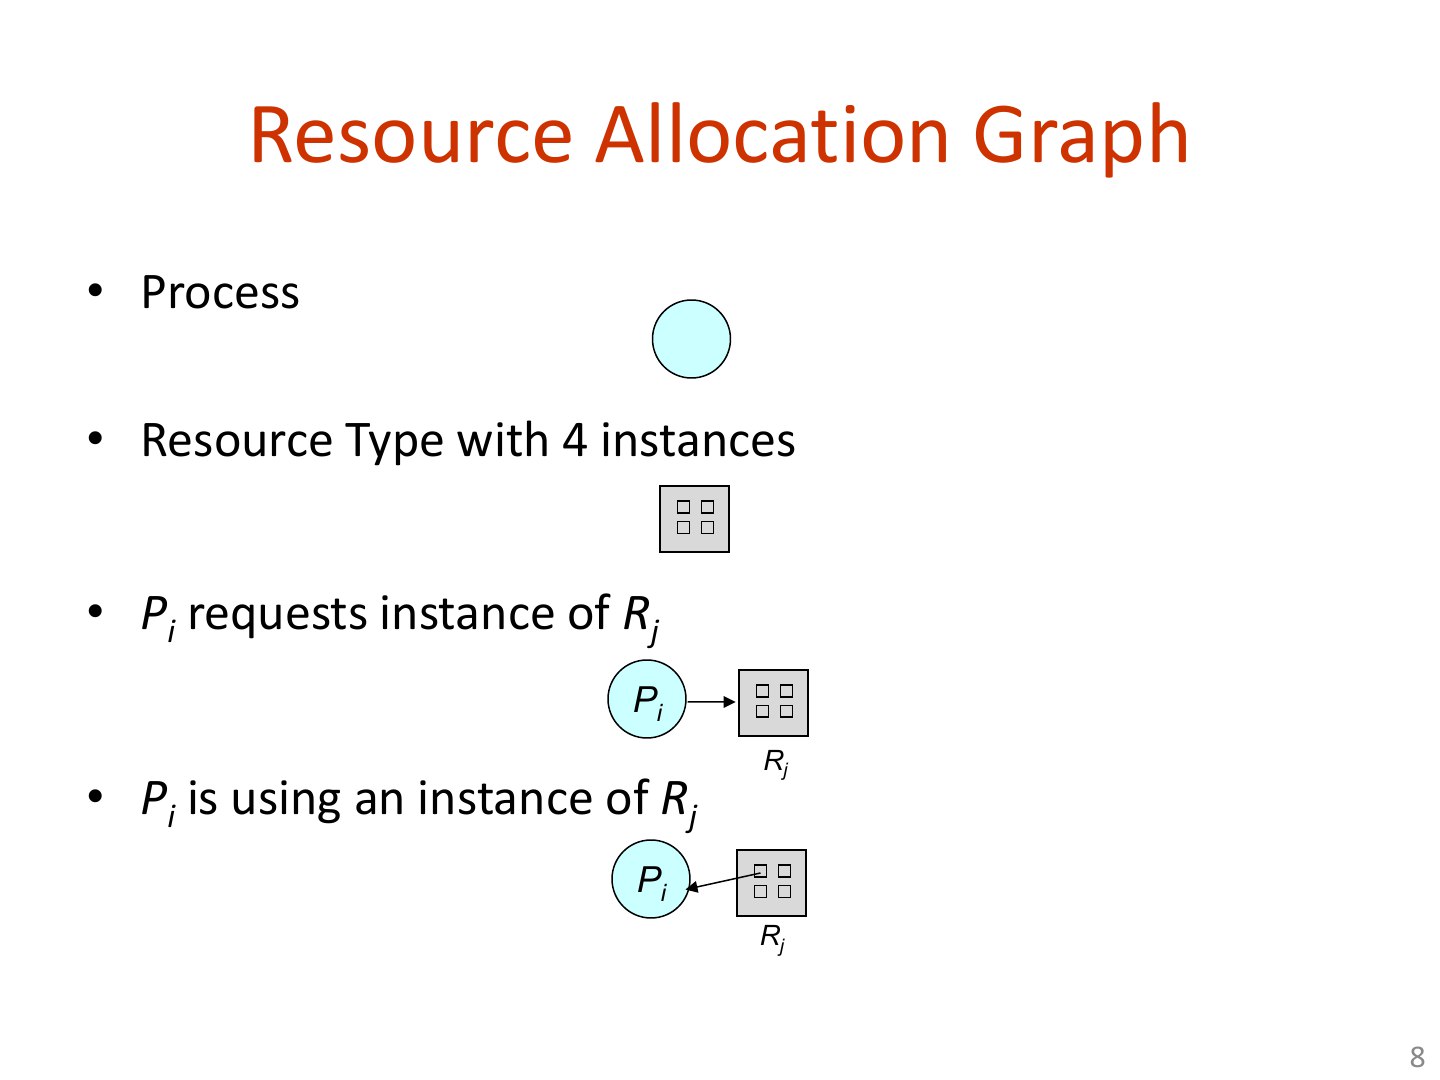 Resource Allocation Graph
• Process
• Resource Type with 4 instances
• Pi requests instance of Rj
Pi
Rj
• Pi is using an instance of Rj
Pi
Rj
8